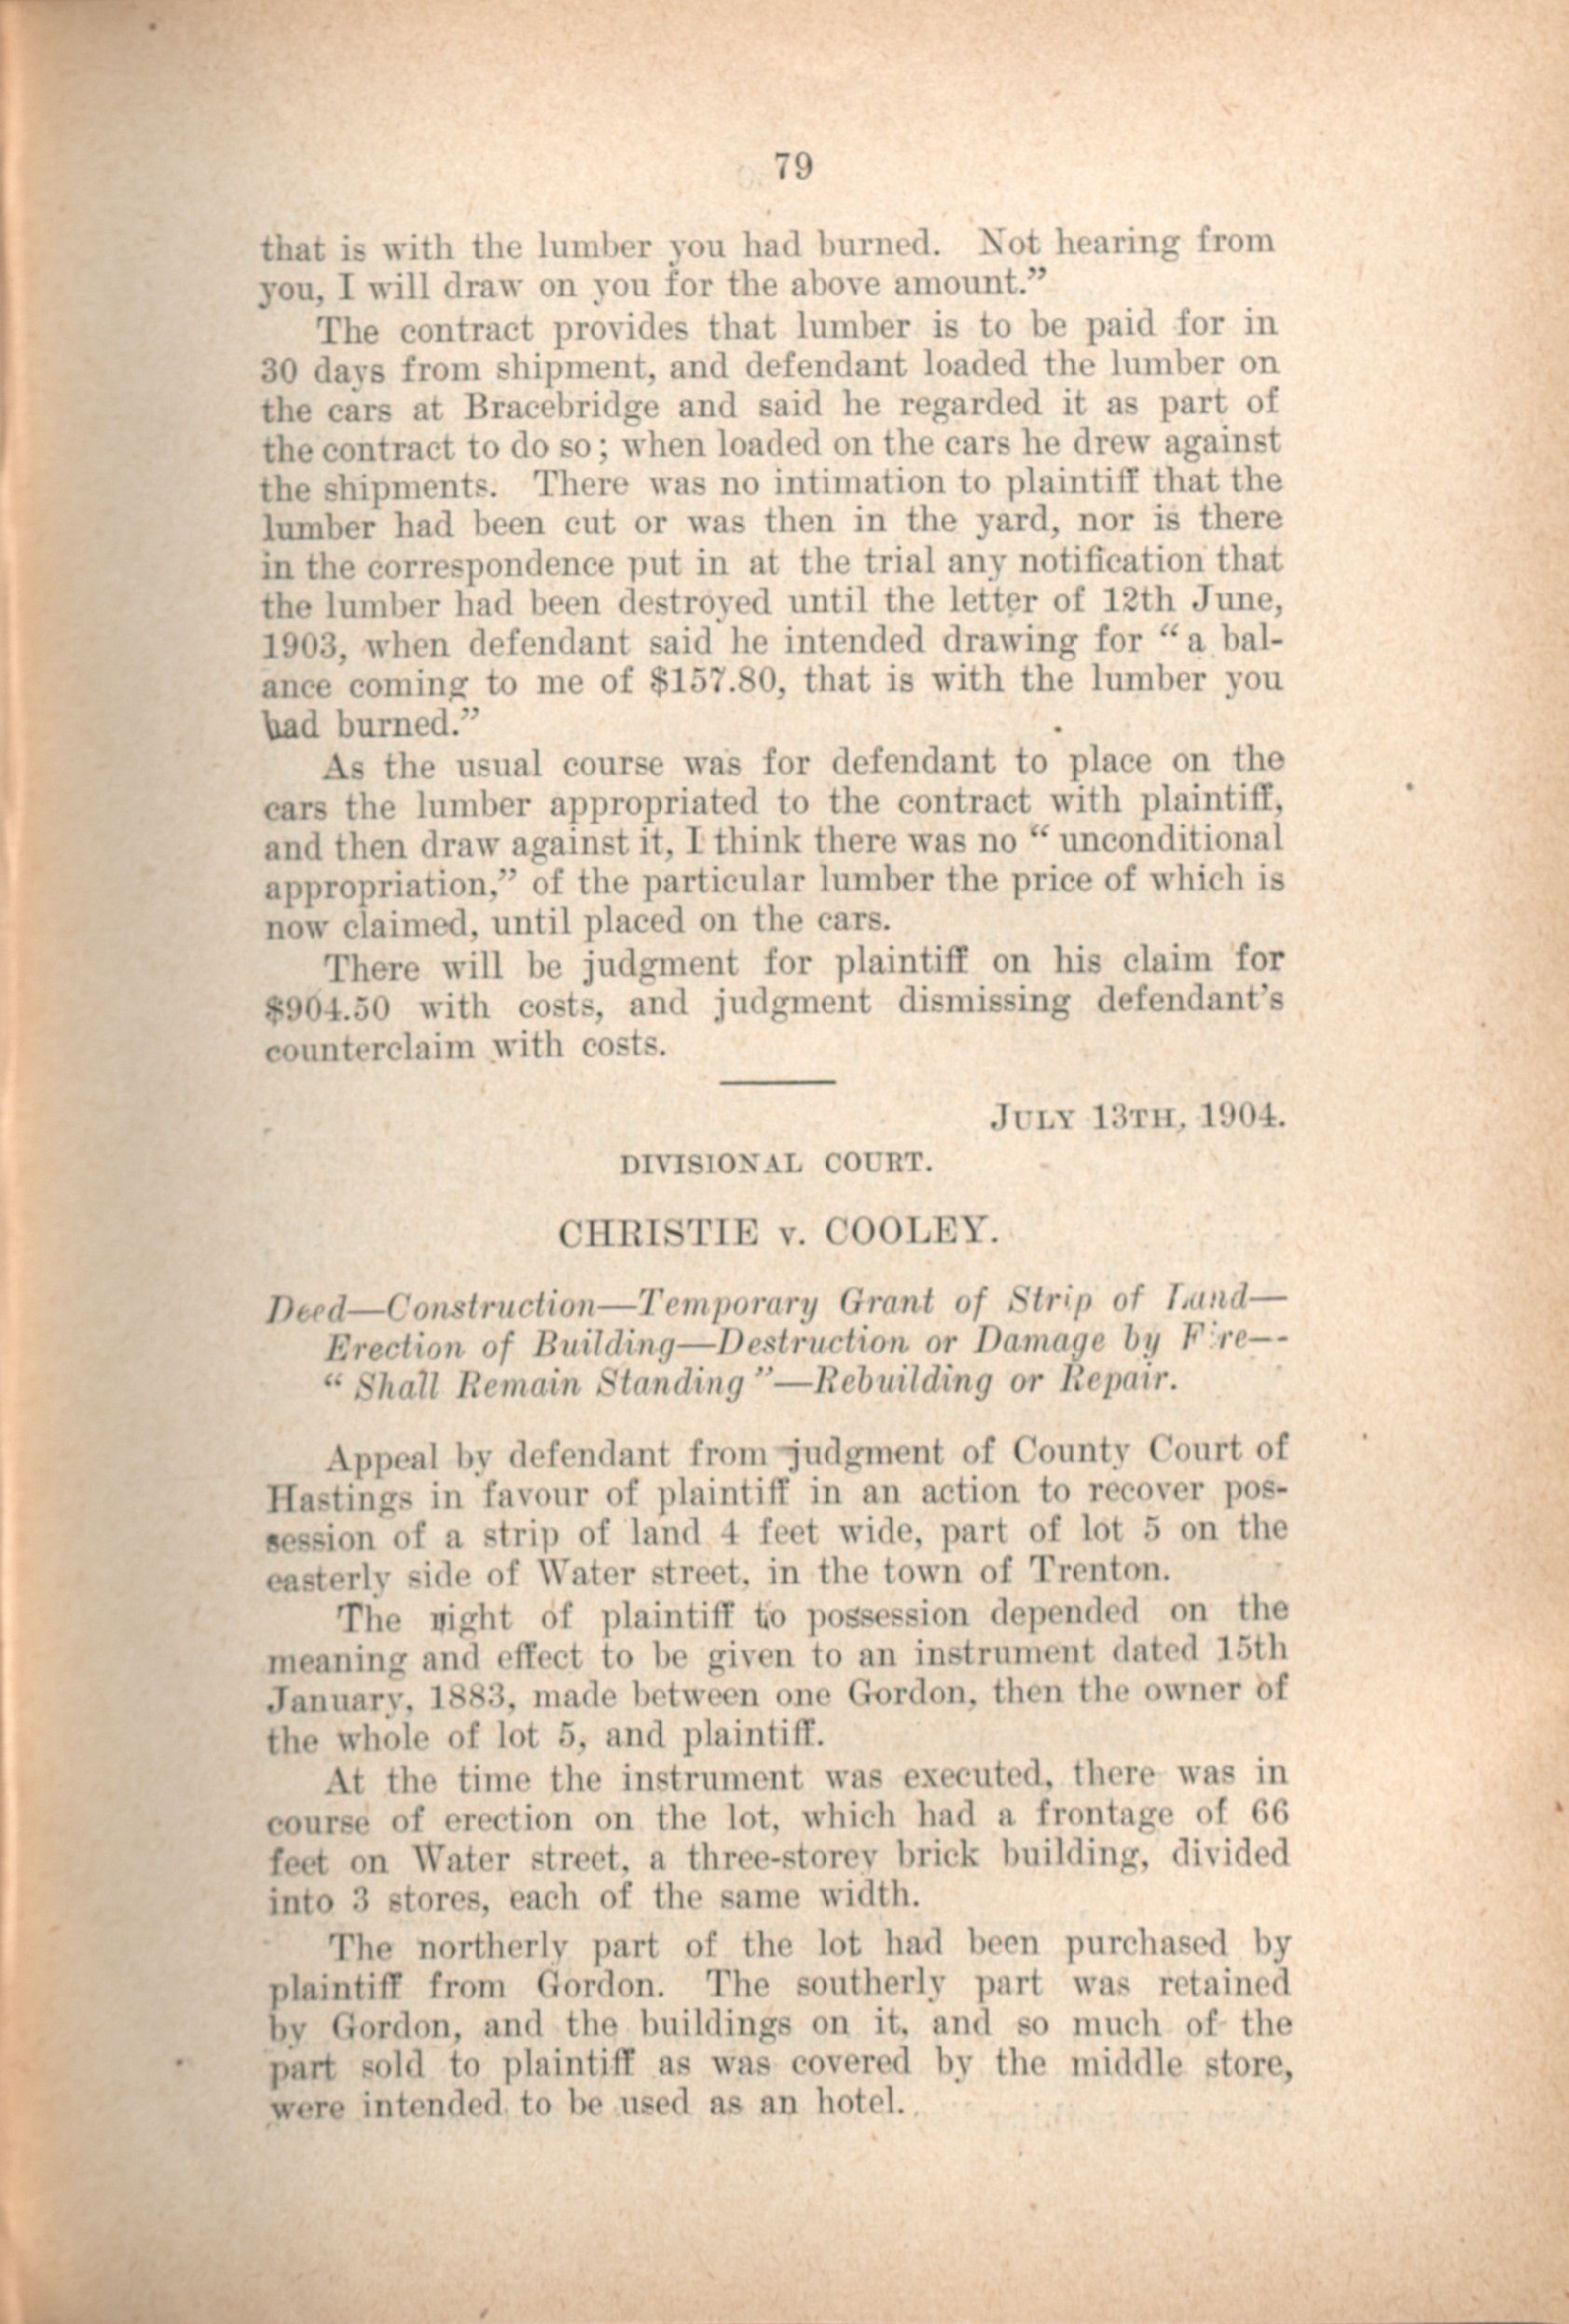 79
that is with the lumber you had burned. Not hearing from
you, I will draw on you for the above amount.”
The contract provides that lumber is to be paid for in
30 days from shipment, and defendant loaded the lumber on
the cars at Bracebridge and said he regarded it as part of
the contract to do so; when loaded on the cars he drew against
the shipments. There was no intimation to plaintiff that the
lumber had been cut or was then in the yard, nor is there
in the correspondence put in at the trial any notification that
the lumber had been destroyed until the letter of 12th June,
1903, when defendant said he intended drawing for “ a bal-
ance coming to me of $157.80, that is with the lumber you
had burned.”
As the usual course was for defendant to place on the
cars the lumber appropriated to the contract with plaintiff,
and then draw against it, I think there was no “ unconditional
appropriation,” of the particular lumber the price of which is
now claimed, until placed on the cars.
There will be judgment for plaintiff on his claim for
$904.50 with costs, and judgment dismissing defendant’s
counterclaim with costs.
JULY 13TH, 1904.
DIVISIONAL COURT.
CHRISTIE v. COOLEY.
Deed—Construction—Temporary Grant of Strip of Land—
Erection of Building—Destruction or Damage by Fire—-
“ Shall Remain Standing ”—Rebuilding or Repair.
Appeal by defendant from judgment of County Court of
Hastings in favour of plaintiff in an action to recover pos-
session of a strip of land 4 feet wide, part of lot 5 on the
easterly side of Water street, in the town of Trenton.
The right of plaintiff to possession depended on the
meaning and effect to be given to an instrument dated 15th
January, 1883, made between one Gordon, then the owner of
the whole of lot 5, and plaintiff.
At the time the instrument was executed, there was in
course of erection on the lot, which had a frontage of 66
feet on Water street, a three-storey brick building, divided
into 3 stores, each of the same width.
The northerly part of the lot had been purchased by
plaintiff from Gordon. The southerly part was retained
by Gordon, and the buildings on it, and so much of the
part sold to plaintiff as was covered by the middle store,
were intended to be used as an hotel.